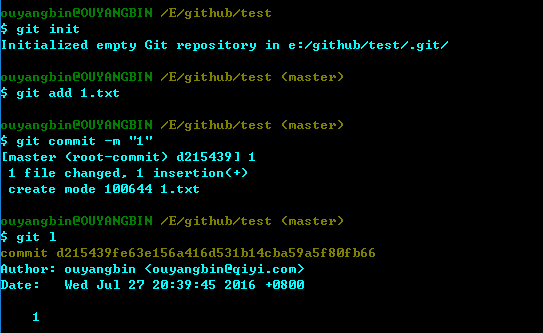 ouyangbin@OUYANGBIN /E/github/test
$ git init
Initialized empty Git repository in e:/github/test/.git/
ouyangbin@OUYANGBIN /E/github/test (master)
$ git add 1.txt
ouyangbin@OUYANGBIN /E/github/test (master)
$ git commit -m "1"
[master (root-commit) d215439] 1
 1 file changed, 1 insertion(+)
 create mode 100644 1.txt
ouyangbin@OUYANGBIN /E/github/test (master)
$ git l
commit d215439fe63e156a416d531b14cba59a5f80fb66
Author: ouyangbin <ouyangbin@qiyi.com>
Date:   Wed Jul 27 20:39:45 2016 +0800
    1